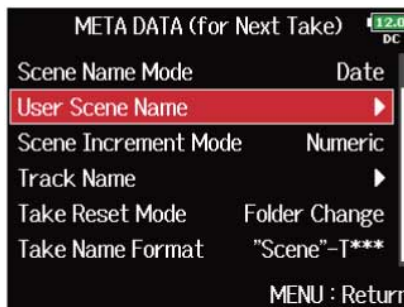 META DATA (for Next Take) 12.0
DC
Scene Name Mode Date
User Scene Name
Scene Increment Mode Numeric
Track Name
Take Reset Mode Folder Change
Take Name Format "Scene"-T***
MENU : Return